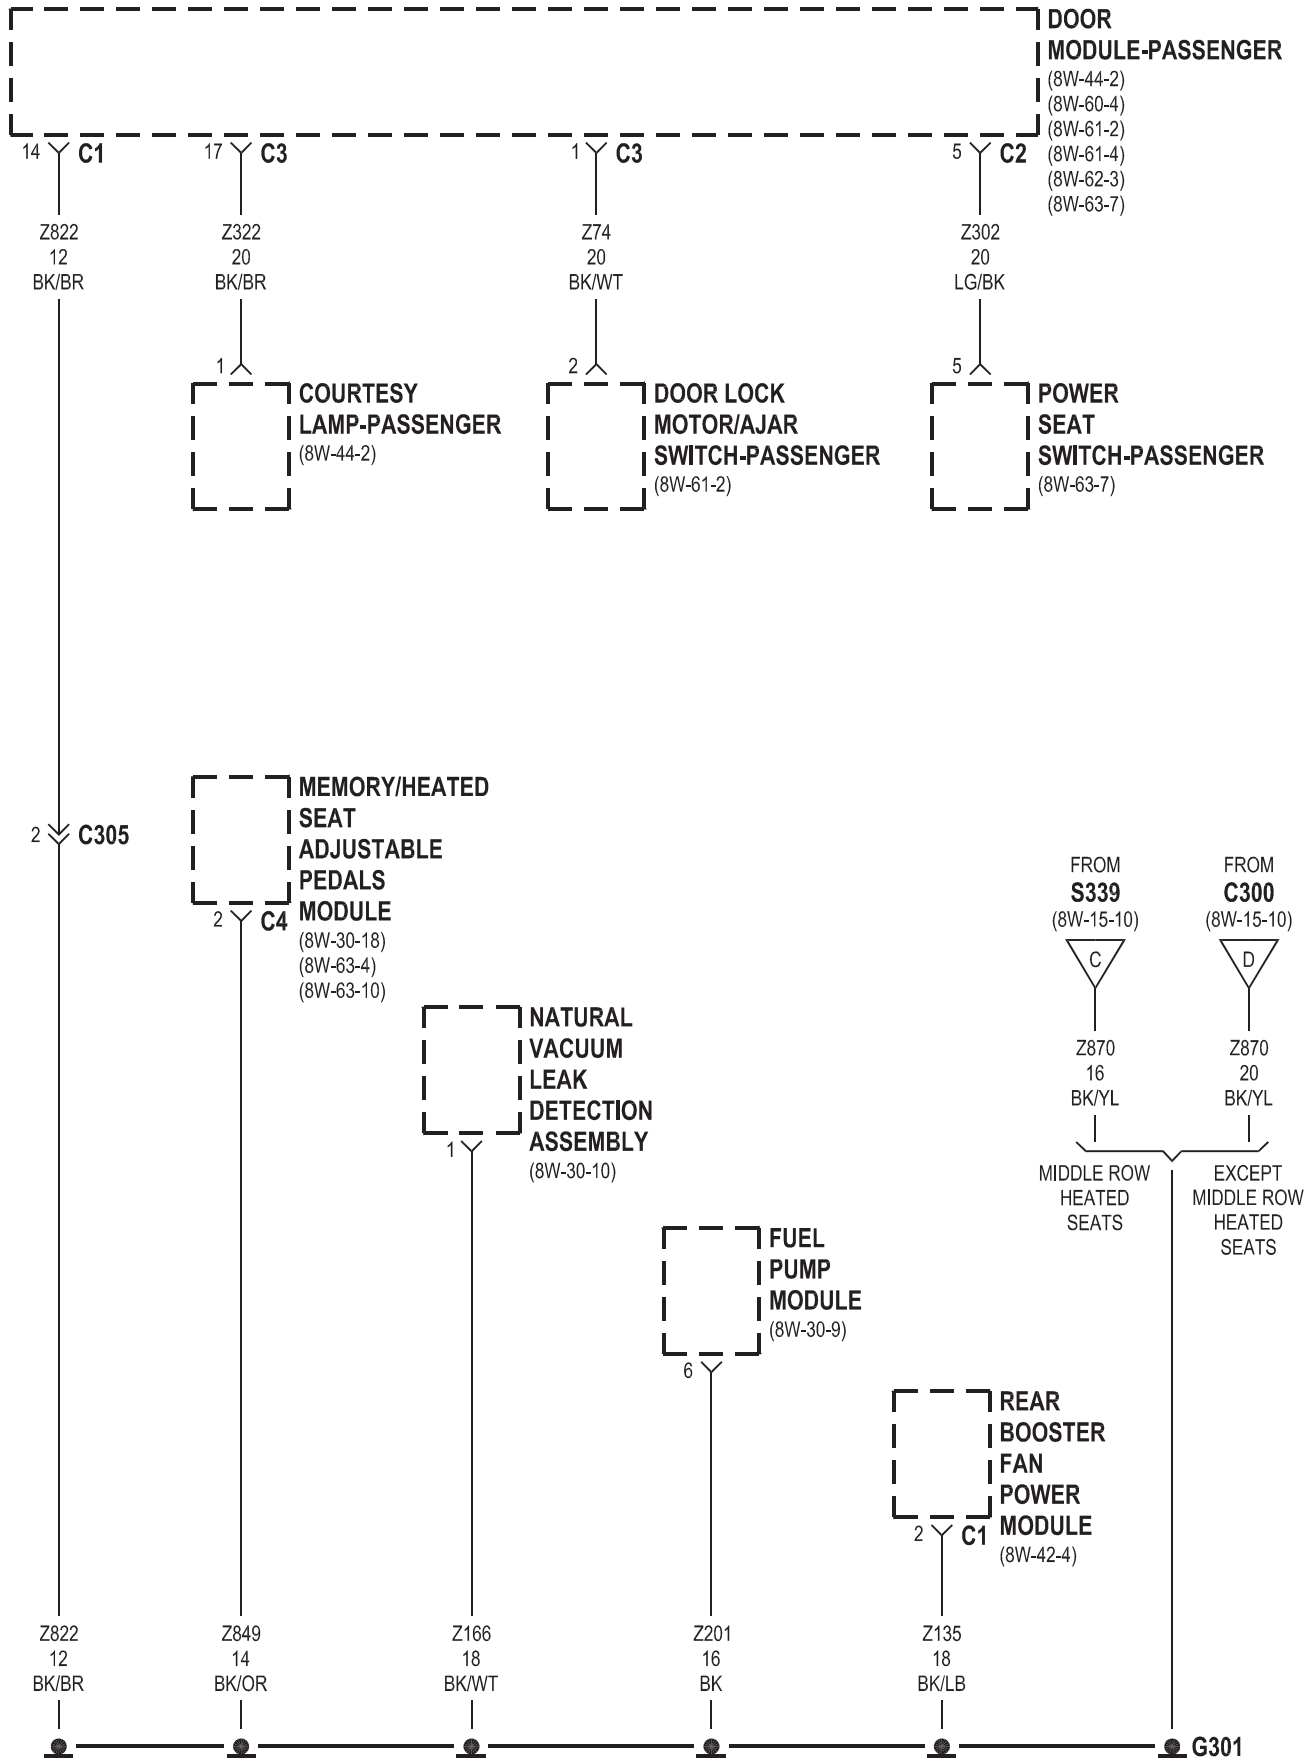 DOOR
MODULE-PASSENGER
(8W-44-2)
(8W-60-4)
(8W-61-2)
(8W-61-4)
(8W-62-3)
(8W-63-7)
14 C1
17 C3
1 C3
5 C2
Z822
12
BK/BR
Z322
20
BK/BR
Z74
20
BK/WT
Z302
20
LG/BK
1
COURTESY
LAMP-PASSENGER
(8W-44-2)
2
DOOR LOCK
MOTOR/AJAR
SWITCH-PASSENGER
(8W-61-2)
5
POWER
SEAT
SWITCH-PASSENGER
(8W-63-7)
2 C305
MEMORY/HEATED
SEAT
ADJUSTABLE
PEDALS
MODULE
(8W-30-18)
(8W-63-4)
(8W-63-10)
2 C4
FROM
S339
(8W-15-10)
C
Z870
16
BK/YL
MIDDLE ROW
HEATED
SEATS
FROM
C300
(8W-15-10)
D
Z870
20
BK/YL
EXCEPT
MIDDLE ROW
HEATED
SEATS
NATURAL
VACUUM
LEAK
DETECTION
ASSEMBLY
(8W-30-10)
1
FUEL
PUMP
MODULE
(8W-30-9)
6
REAR
BOOSTER
FAN
POWER
MODULE
(8W-42-4)
2 C1
Z822
12
BK/BR
Z849
14
BK/OR
Z166
18
BK/WT
Z201
16
BK
Z135
18
BK/LB
G301